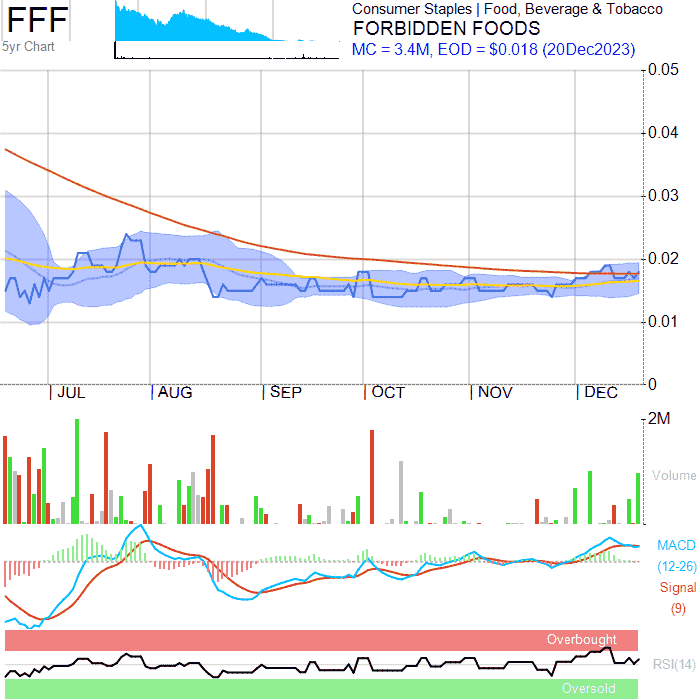 FFF
5yr Chart
Consumer Staples | Food, Beverage & Tobacco
FORBIDDEN FOODS
MC = 3.4M, EOD = $0.018 (20Dec2023)
0.05
0.04
0.03
0.02
0.01
0
JUL AUG SEP OCT NOV DEC
2M
Volume
MACD
(12-26)
Signal
(9)
Overbought
RSI(14)
Oversold